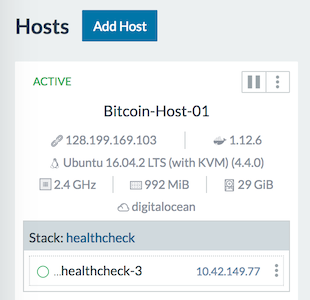 Hosts Add Host
ACTIVE
Bitcoin-Host-01
128.199.169.103 1.12.6
Ubuntu 16.04.2 LTS (with KVM) (4.4.0)
2.4 GHz 992 MiB 29 GiB
digitalocean
Stack: healthcheck
...healthcheck-3 10.42.149.77